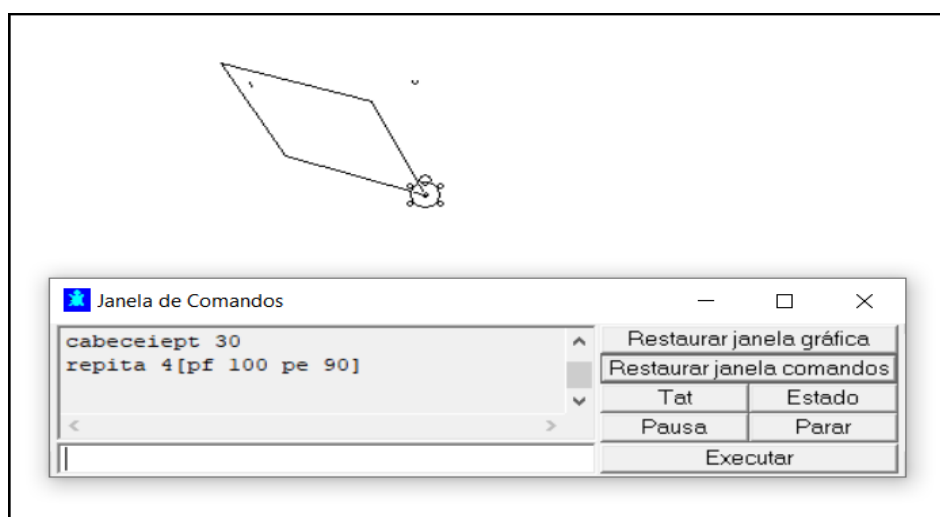 Janela de Comandos
cabeceiept 30
repita 4[pf 100 pe 90]
Restaurar janela gráfica
Restaurar janela comandos
Tat
Estado
Pausa
Parar
Executar